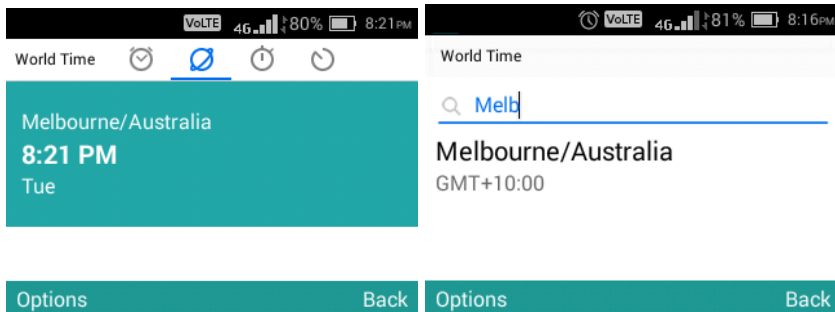 VoLTE 4G 80% 8:21PM
World Time
Melbourne/Australia
8:21 PM
Tue
Options Back
VoLTE 4G 81% 8:16PM
World Time
Melb
Melbourne/Australia
GMT+10:00
Options Back